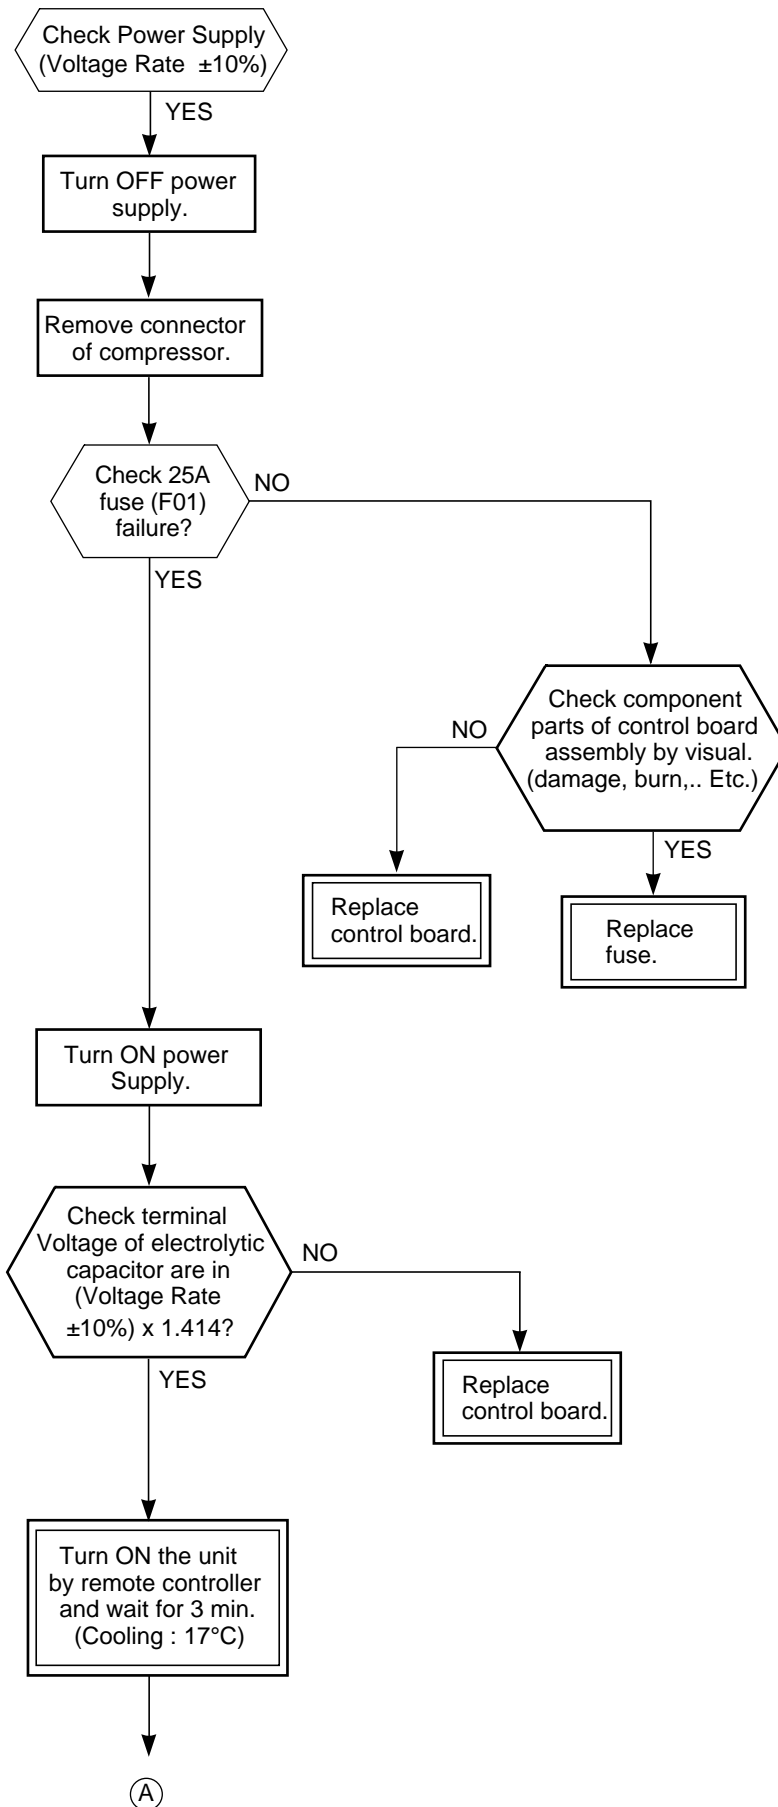 Check Power Supply
(Voltage Rate ±10%)
YES
Turn OFF power
supply.
Remove connector
of compressor.
Check 25A
fuse (F01)
failure?
NO
YES
Check component
parts of control board
assembly by visual.
(damage, burn,.. Etc.)
NO
YES
Replace
control board.
Replace
fuse.
Turn ON power
Supply.
Check terminal
Voltage of electrolytic
capacitor are in
(Voltage Rate
±10%) x 1.414?
NO
YES
Replace
control board.
Turn ON the unit
by remote controller
and wait for 3 min.
(Cooling : 17°C)
A